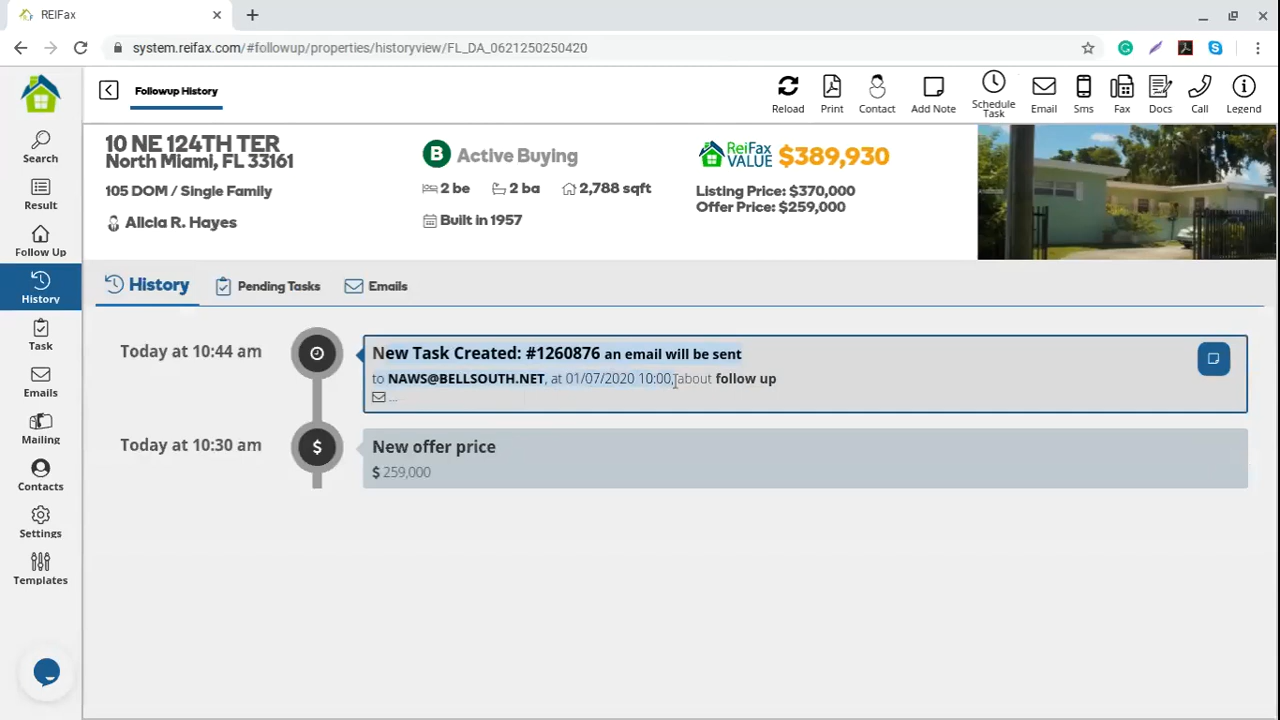 REIFax
system.reifax.com/#followup/properties/historyview/FL_DA_0621250250420
Followup History
Reload
Print
Contact
Add Note
Schedule
Task
Email
Sms
Fax
Docs
Call
Legend
Search
Result
Follow Up
History
Task
Emails
Mailing
Contacts
Settings
Templates
10 NE 124TH TER
North Miami, FL 33161
105 DOM / Single Family
Alicia R. Hayes
B Active Buying
2 be 2 ba 2,788 sqft
Built in 1957
ReiFax
VALUE $389,930
Listing Price: $370,000
Offer Price: $259,000
History Pending Tasks Emails
Today at 10:44 am
New Task Created: #1260876 an email will be sent
to NAWS@BELLSOUTH.NET, at 01/07/2020 10:00, about follow up
...
Today at 10:30 am
$
New offer price
$ 259,000